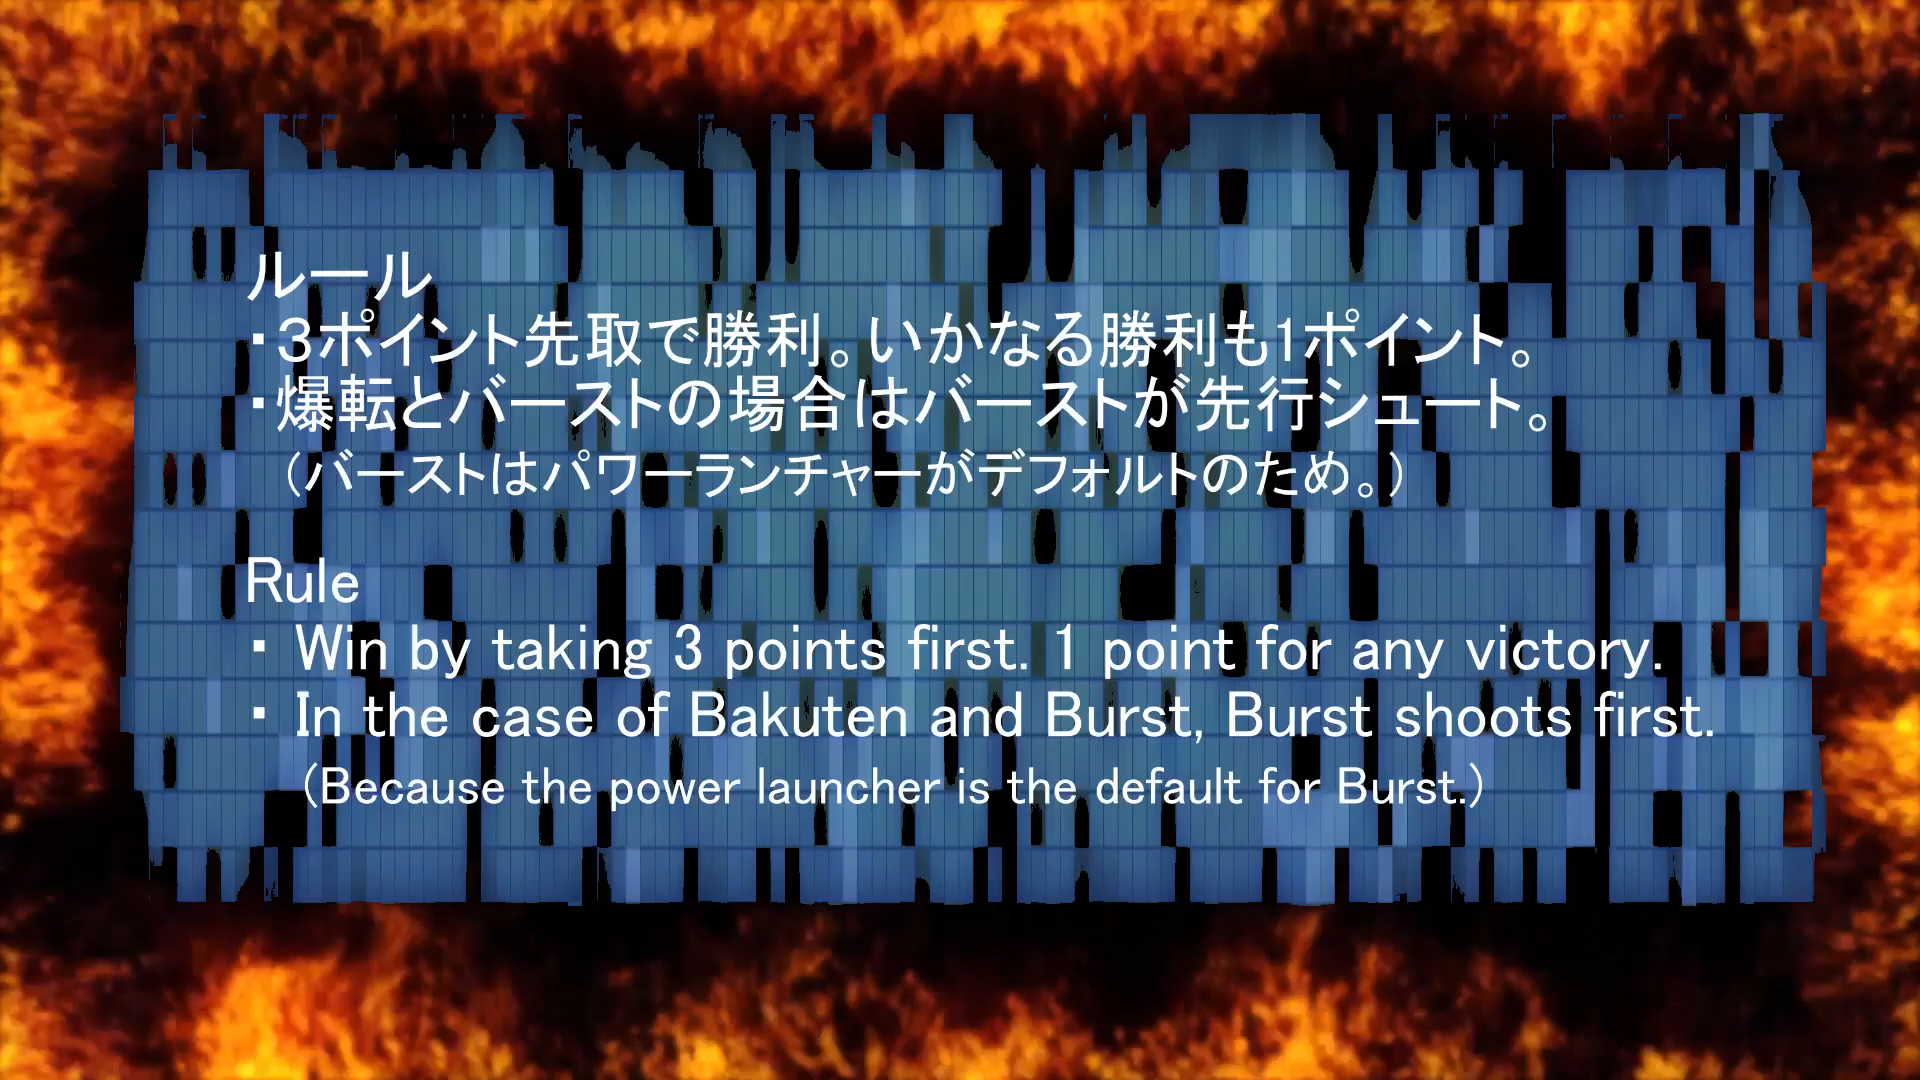 ルール
・３ポイント先取で勝利。いかなる勝利も1ポイント。
・爆転とバーストの場合はバーストが先行シュート。
（バーストはパワーランチャーがデフォルトのため。）
Rule
・ Win by taking 3 points first. 1 point for any victory.
・ In the case of Bakuten and Burst, Burst shoots first.
（Because the power launcher is the default for Burst.）